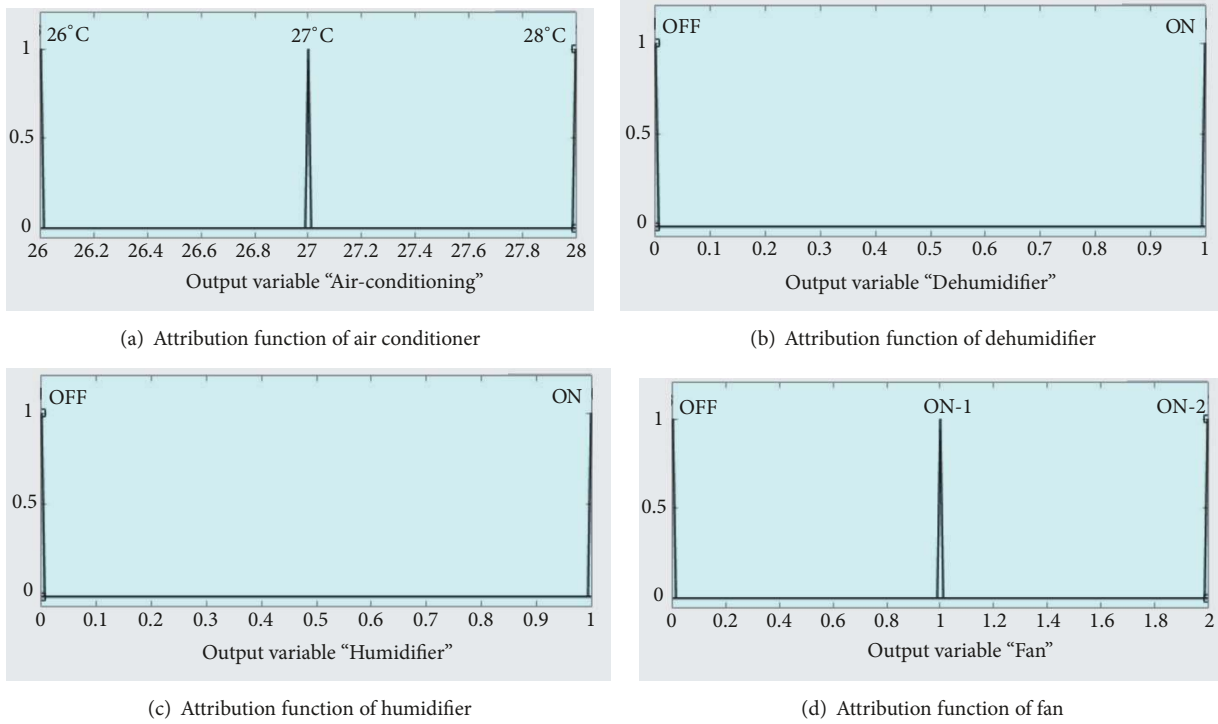 26°C 27°C 28°C
1
0.5
0
26 26.2 26.4 26.6 26.8 27 27.2 27.4 27.6 27.8 28
Output variable “Air-conditioning”
(a) Attribution function of air conditioner
OFF ON
1
0.5
0
0 0.1 0.2 0.3 0.4 0.5 0.6 0.7 0.8 0.9 1
Output variable “Dehumidifier”
(b) Attribution function of dehumidifier
OFF ON
1
0.5
0
0 0.1 0.2 0.3 0.4 0.5 0.6 0.7 0.8 0.9 1
Output variable “Humidifier”
(c) Attribution function of humidifier
OFF ON-1 ON-2
1
0.5
0
0 0.2 0.4 0.6 0.8 1 1.2 1.4 1.6 1.8 2
Output variable “Fan”
(d) Attribution function of fan